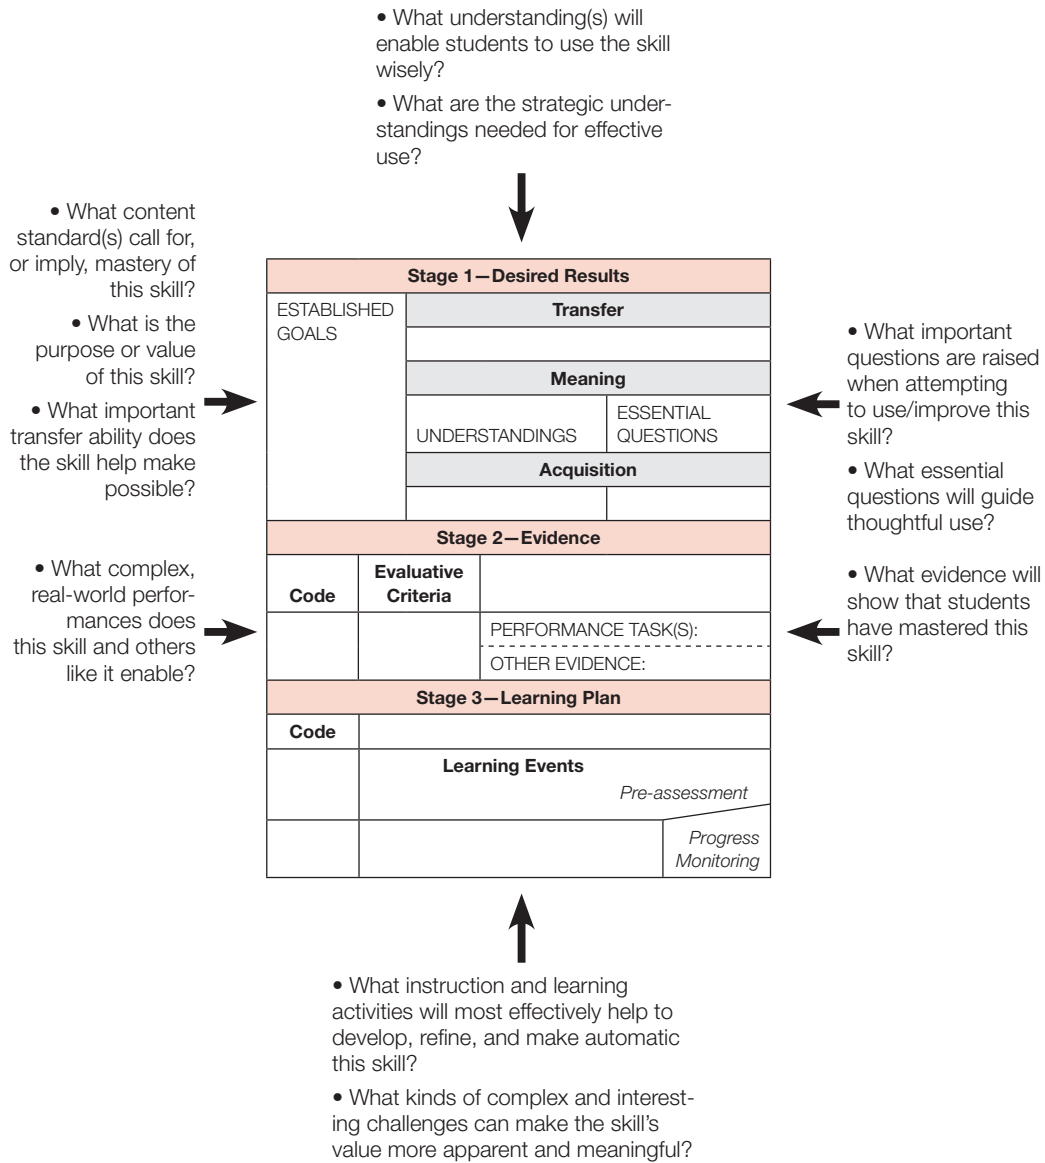 • What understanding(s) will
enable students to use the skill
wisely?
• What are the strategic under-
standings needed for effective
use?
• What content
standard(s) call for,
or imply, mastery of
this skill?
• What is the
purpose or value
of this skill?
• What important
transfer ability does
the skill help make
possible?
Stage 1—Desired Results
ESTABLISHED
GOALS
Transfer
Meaning
UNDERSTANDINGS
ESSENTIAL
QUESTIONS
Acquisition
• What important
questions are raised
when attempting
to use/improve this
skill?
• What essential
questions will guide
thoughtful use?
• What complex,
real-world perfor-
mances does
this skill and others
like it enable?
Stage 2—Evidence
Code
Evaluative
Criteria
PERFORMANCE TASK(S):
OTHER EVIDENCE:
• What evidence will
show that students
have mastered this
skill?
Stage 3—Learning Plan
Code
Learning Events
Pre-assessment
Progress
Monitoring
• What instruction and learning
activities will most effectively help to
develop, refine, and make automatic
this skill?
• What kinds of complex and interest-
ing challenges can make the skill's
value more apparent and meaningful?